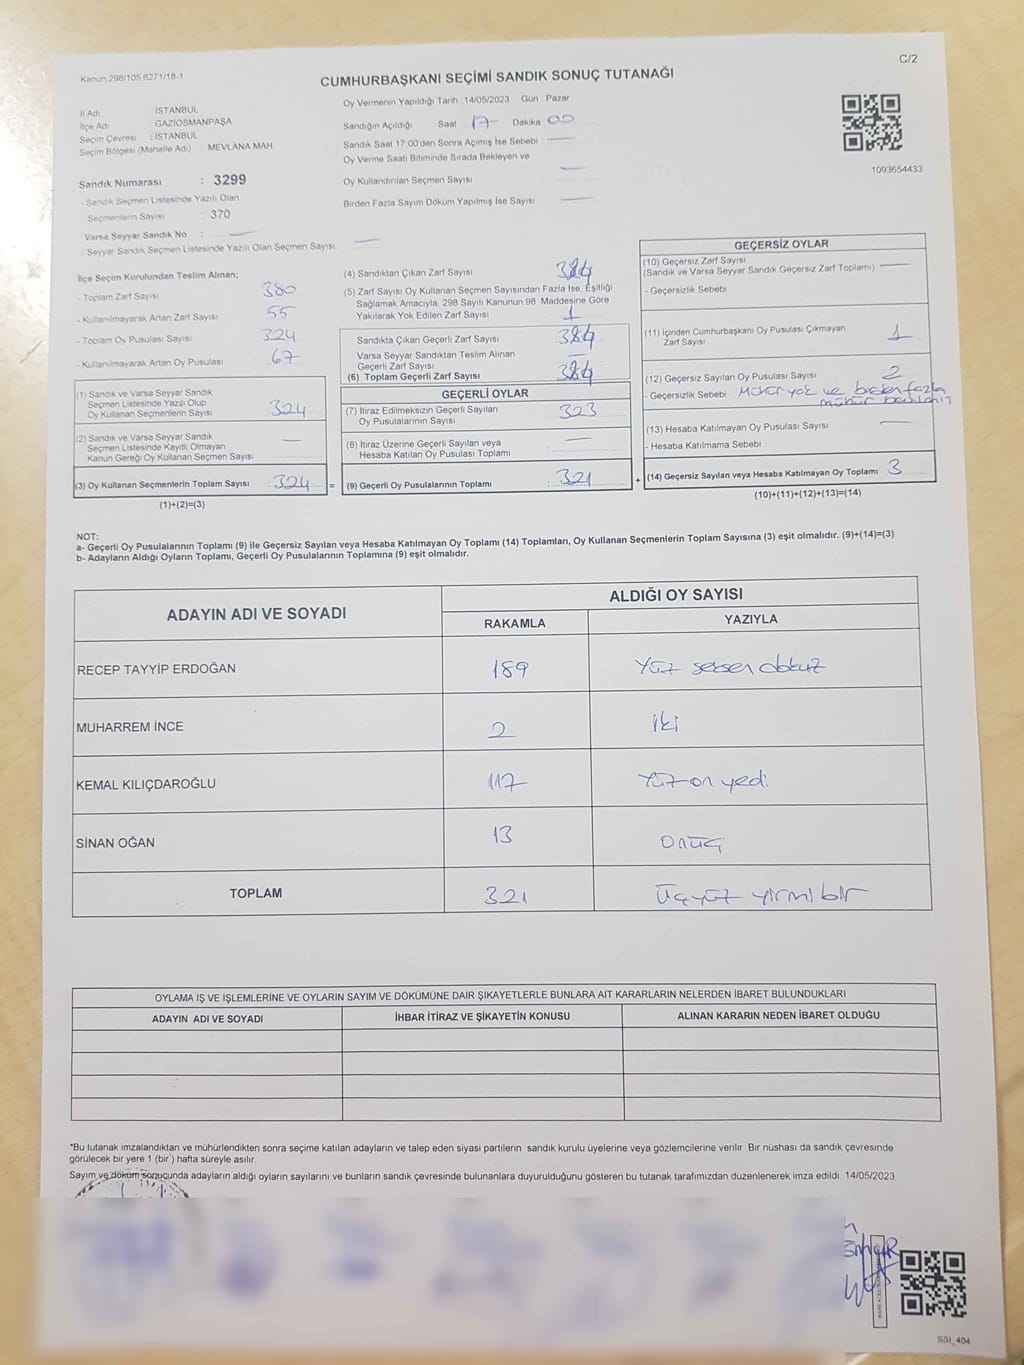 Kanun 298/105,6271/18-1
C/2
CUMHURBAŞKANI SEÇİMİ SANDIK SONUÇ TUTANAĞI
İl Adı : İSTANBUL
İlçe Adı : GAZİOSMANPAŞA
Seçim Çevresi : İSTANBUL
Seçim Bölgesi (Mahalle Adı) MEVLANA MAH
Sandık Numarası : 3299
- Sandık Seçmen Listesinde Yazılı Olan
Seçmenlerin Sayısı : 370
Varsa Seyyar Sandık No :
- Seyyar Sandık Seçmen Listesinde Yazılı Olan Seçmen Sayısı:
Oy Vermenin Yapıldığı Tarih : 14/05/2023 Gün : Pazar
Sandığın Açıldığı Saat 17 Dakika 00
Sandık Saat 17:00'den Sonra Açılmış İse Sebebi
Oy Verme Saati Bitiminde Sırada Bekleyen ve
Oy Kullandırılan Seçmen Sayısı
Birden Fazla Sayım Döküm Yapılmış İse Sayısı
1093654433
İlçe Seçim Kurulundan Teslim Alınan;
- Toplam Zarf Sayısı 380
- Kullanılmayarak Artan Zarf Sayısı 55
- Toplam Oy Pusulası Sayısı 324
- Kullanılmayarak Artan Oy Pusulası 67
(1) Sandık ve Varsa Seyyar Sandık
Seçmen Listesinde Yazılı Olup
Oy Kullanan Seçmenlerin Sayısı 324
(2) Sandık ve Varsa Seyyar Sandık
Seçmen Listesinde Kayıtlı Olmayan
Kanun Gereği Oy Kullanan Seçmen Sayısı
(3) Oy Kullanan Seçmenlerin Toplam Sayısı : 324 =
(1)+(2)=(3)
(4) Sandıktan Çıkan Zarf Sayısı 384
(5) Zarf Sayısı Oy Kullanan Seçmen Sayısından Fazla İse, Eşitliği
Sağlamak Amacıyla, 298 Sayılı Kanunun 98. Maddesine Göre
Yakılarak Yok Edilen Zarf Sayısı 1
Sandıkta Çıkan Geçerli Zarf Sayısı 384
Varsa Seyyar Sandıktan Teslim Alınan
Geçerli Zarf Sayısı
(6) Toplam Geçerli Zarf Sayısı 384
GEÇERLİ OYLAR
(7) İtiraz Edilmeksizin Geçerli Sayılan
Oy Pusulalarının Sayısı 323
(8) İtiraz Üzerine Geçerli Sayılan veya
Hesaba Katılan Oy Pusulası Toplamı
(9) Geçerli Oy Pusulalarının Toplamı : 321 +
GEÇERSİZ OYLAR
(10) Geçersiz Zarf Sayısı
(Sandık ve Varsa Seyyar Sandık Geçersiz Zarf Toplamı)
- Geçersizlik Sebebi
(11) İçinden Cumhurbaşkanı Oy Pusulası Çıkmayan
Zarf Sayısı 1
(12) Geçersiz Sayılan Oy Pusulası Sayısı 2
- Geçersizlik Sebebi Mühür yok ve birden fazla
mühür
(13) Hesaba Katılmayan Oy Pusulası Sayısı
- Hesaba Katılmama Sebebi :
(14) Geçersiz Sayılan veya Hesaba Katılmayan Oy Toplamı 3
(10)+(11)+(12)+(13)=(14)
NOT:
a- Geçerli Oy Pusulalarının Toplamı (9) ile Geçersiz Sayılan veya Hesaba Katılmayan Oy Toplamı (14) Toplamları, Oy Kullanan Seçmenlerin Toplam Sayısına (3) eşit olmalıdır. (9)+(14)=(3)
b- Adayların Aldığı Oyların Toplamı, Geçerli Oy Pusulalarının Toplamına (9) eşit olmalıdır.
ADAYIN ADI VE SOYADI
ALDIĞI OY SAYISI
RAKAMLA YAZIYLA
RECEP TAYYİP ERDOĞAN 189 Yüz seksen dokuz
MUHARREM İNCE 2 iki
KEMAL KILIÇDAROĞLU 117 Yüz on yedi
SİNAN OĞAN 13 onüç
TOPLAM 321 Üçyüz yirmi bir
OYLAMA İŞ VE İŞLEMLERİNE VE OYLARIN SAYIM VE DÖKÜMÜNE DAİR ŞİKAYETLERLE BUNLARA AİT KARARLARIN NELERDEN İBARET BULUNDUKLARI
ADAYIN ADI VE SOYADI İHBAR İTİRAZ VE ŞİKAYETİN KONUSU ALINAN KARARIN NEDEN İBARET OLDUĞU
*Bu tutanak imzalandıktan ve mühürlendikten sonra seçime katılan adayların ve talep eden siyasi partilerin sandık kurulu üyelerine veya gözlemcilerine verilir. Bir nüshası da sandık çevresinde
görülecek bir yere 1 (bir) hafta süreyle asılır.
Sayım ve döküm sonucunda adayların aldığı oyların sayılarını ve bunların sandık çevresinde bulunanlara duyurulduğunu gösteren bu tutanak tarafımızdan düzenlenerek imza edildi 14/05/2023
SSI_404